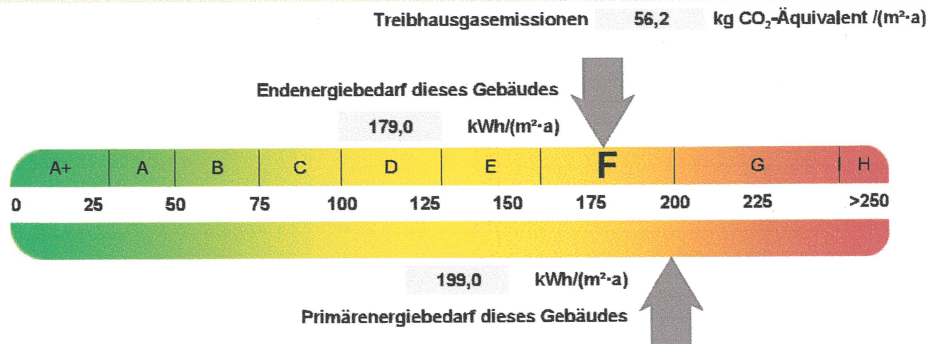 Treibhausgasemissionen 56,2 kg CO₂-Äquivalent /(m²·a)
Endenergiebedarf dieses Gebäudes
179,0 kWh/(m²·a)
A+ A B C D E F G H
0 25 50 75 100 125 150 175 200 225 >250
199,0 kWh/(m²·a)
Primärenergiebedarf dieses Gebäudes